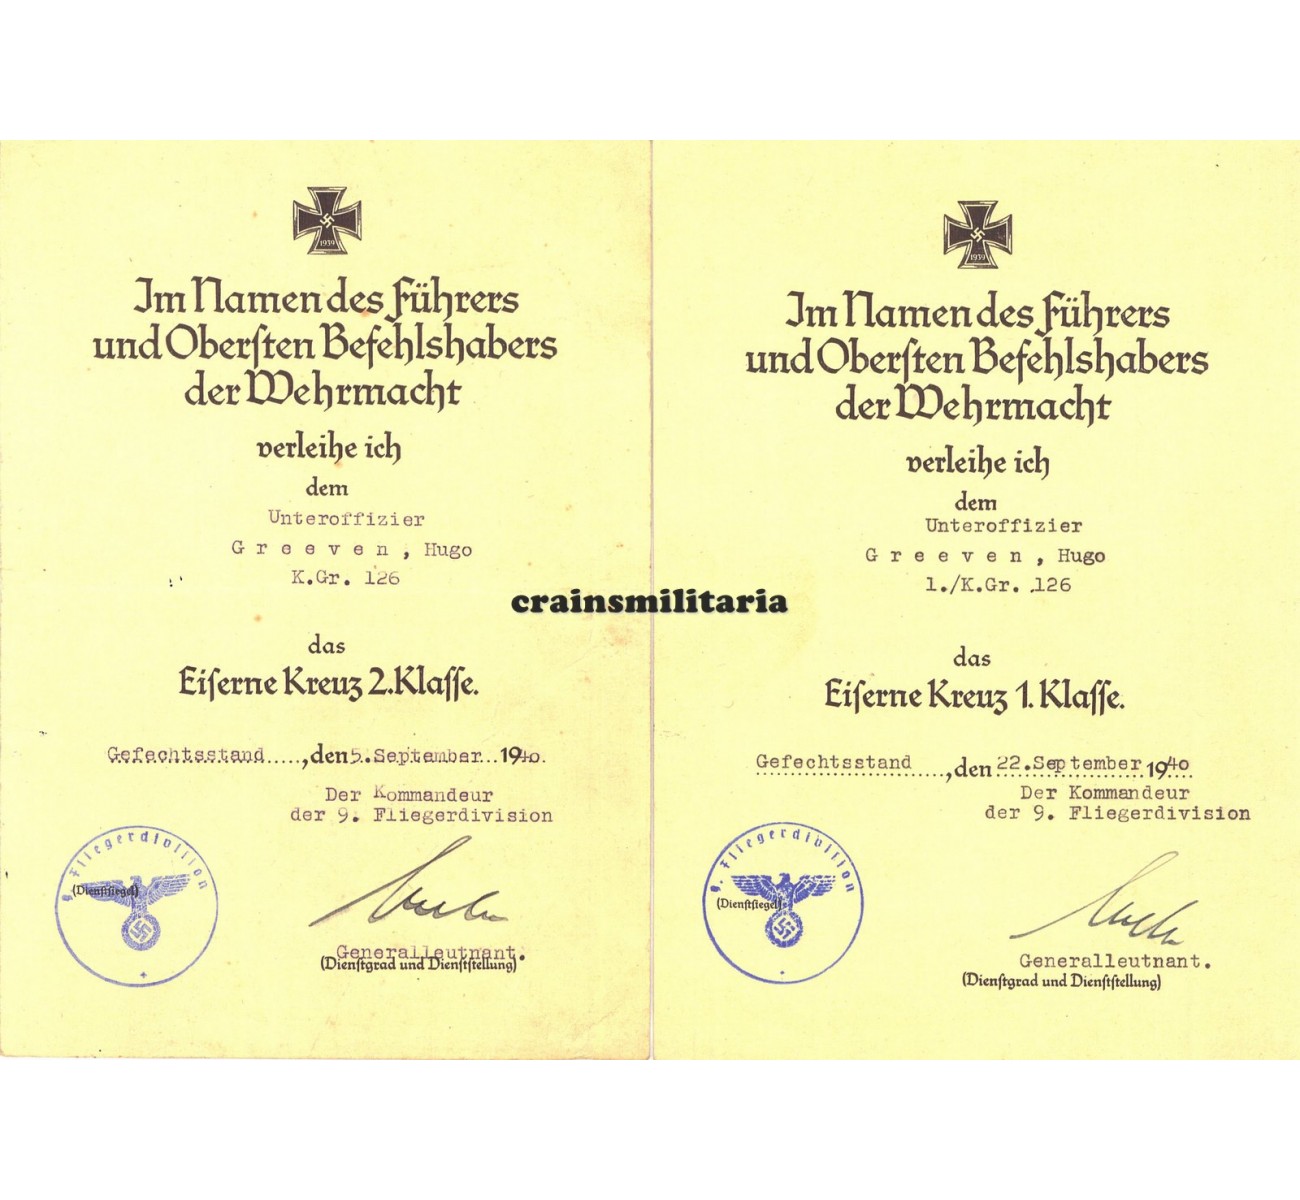 1939
Im Namen des Führers
und Oberſten Befehlshabers
der Wehrmacht
verleihe ich
dem
Unteroffizier
G r e e v e n , Hugo
K.Gr. 126
das
Eiſerne Kreuz 2.Klaſſe.
Gefechtsstand.....,den 5.September...1940.
Der Kommandeur
der 9. Fliegerdivision
9. Fliegerdivision
(Dienſtſiegel)
Generalleutnant.
(Dienſtgrad und Dienſtſtellung)
1939
Im Namen des Führers
und Oberſten Befehlshabers
der Wehrmacht
verleihe ich
dem
Unteroffizier
G r e e v e n , Hugo
1./K.Gr. 126
das
Eiſerne Kreuz 1.Klaſſe.
Gefechtsstand.....,den 22.September 1940
Der Kommandeur
der 9. Fliegerdivision
9. Fliegerdivision
(Dienſtſiegel)
Generalleutnant.
(Dienſtgrad und Dienſtſtellung)
crainsmilitaria